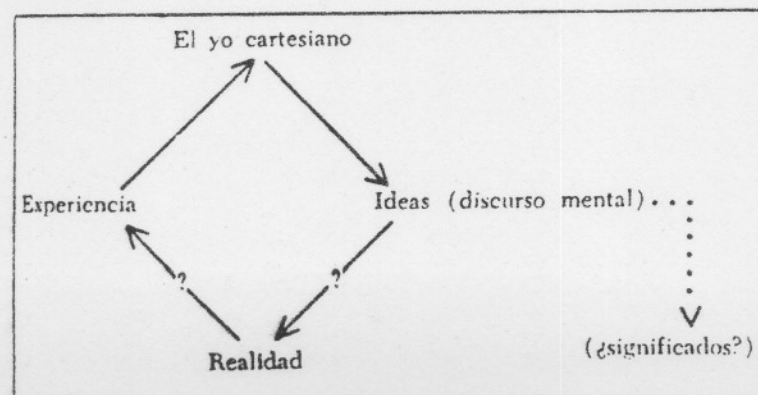 El yo cartesiano
Experiencia
Ideas (discurso mental)
?
?
Realidad
(¿significados?)